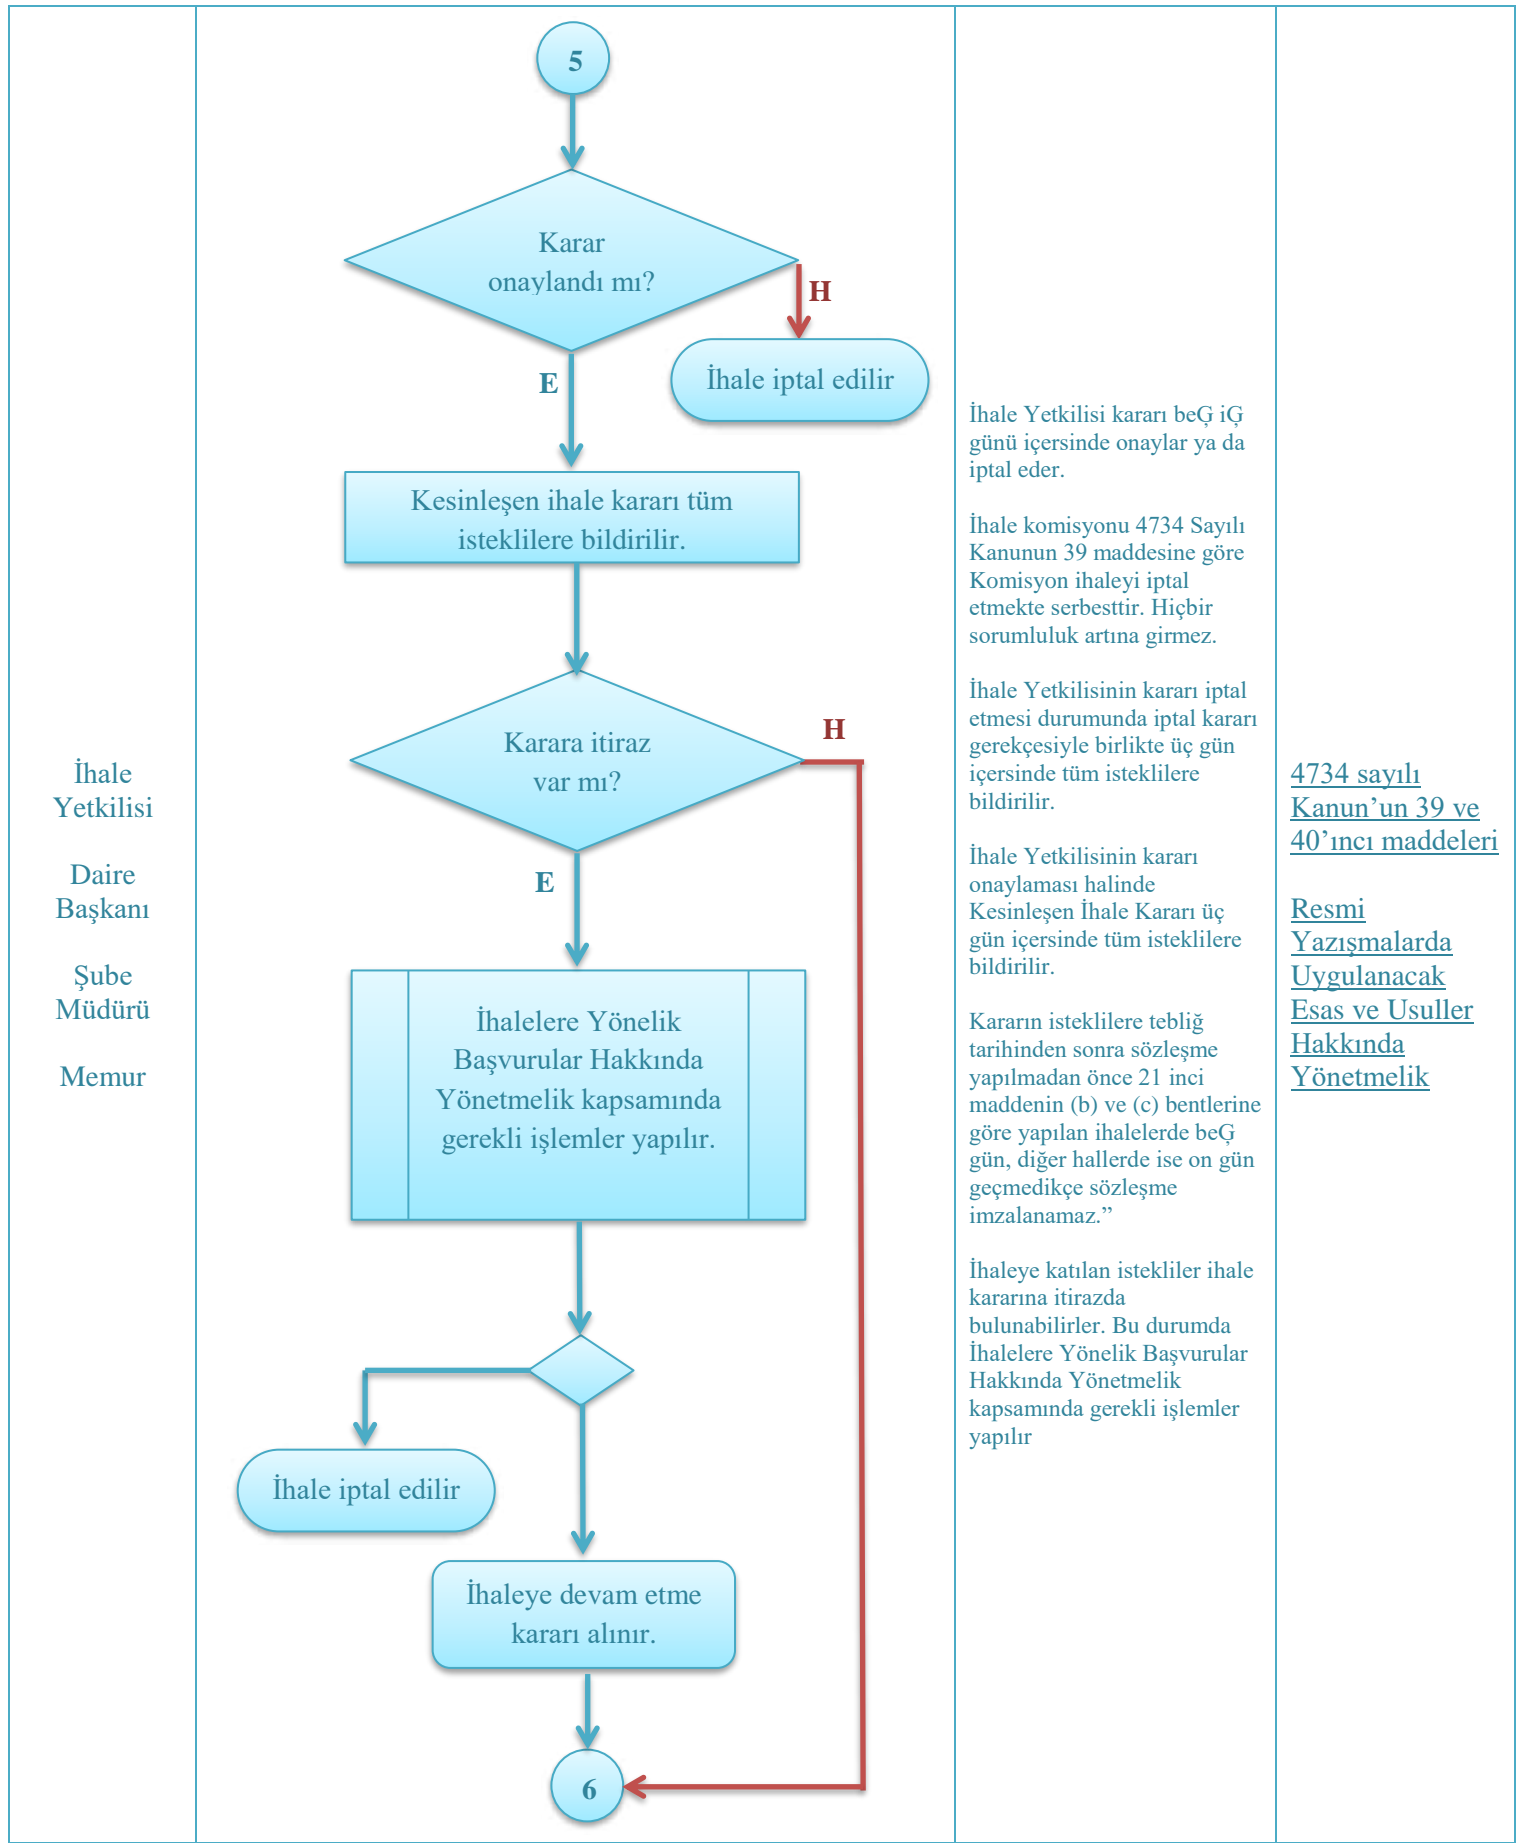 İhale
Yetkilisi
Daire
Başkanı
Şube
Müdürü
Memur
5
Karar
onaylandı mı?
H
İhale iptal edilir
E
Kesinleşen ihale kararı tüm
isteklilere bildirilir.
Karara itiraz
var mı?
H
E
İhalelere Yönelik
Başvurular Hakkında
Yönetmelik kapsamında
gerekli işlemler yapılır.
İhale iptal edilir
İhaleye devam etme
kararı alınır.
6
İhale Yetkilisi kararı beĢ iĢ
günü içersinde onaylar ya da
iptal eder.
İhale komisyonu 4734 Sayılı
Kanunun 39 maddesine göre
Komisyon ihaleyi iptal
etmekte serbesttir. Hiçbir
sorumluluk artına girmez.
İhale Yetkilisinin kararı iptal
etmesi durumunda iptal kararı
gerekçesiyle birlikte üç gün
içersinde tüm isteklilere
bildirilir.
İhale Yetkilisinin kararı
onaylaması halinde
Kesinleşen İhale Kararı üç
gün içersinde tüm isteklilere
bildirilir.
Kararın isteklilere tebliğ
tarihinden sonra sözleşme
yapılmadan önce 21 inci
maddenin (b) ve (c) bentlerine
göre yapılan ihalelerde beĢ
gün, diğer hallerde ise on gün
geçmedikçe sözleşme
imzalanamaz.”
İhaleye katılan istekliler ihale
kararına itirazda
bulunabilirler. Bu durumda
İhalelere Yönelik Başvurular
Hakkında Yönetmelik
kapsamında gerekli işlemler
yapılır
4734 sayılı
Kanun’un 39 ve
40’ıncı maddeleri
Resmi
Yazışmalarda
Uygulanacak
Esas ve Usuller
Hakkında
Yönetmelik